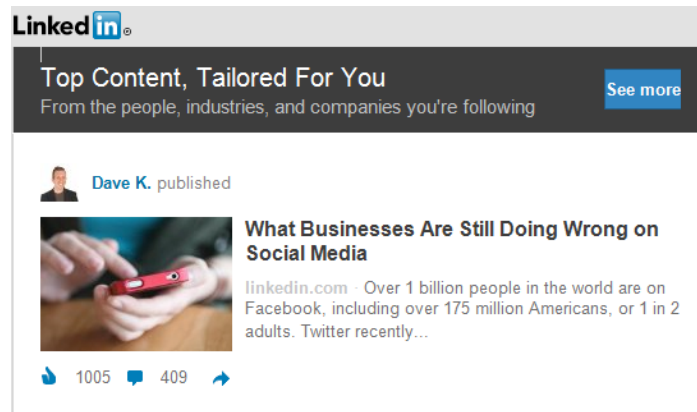 Linked in ®
Top Content, Tailored For You
See more
From the people, industries, and companies you're following
Dave K. published
What Businesses Are Still Doing Wrong on
Social Media
linkedin.com · Over 1 billion people in the world are on
Facebook, including over 175 million Americans, or 1 in 2
adults. Twitter recently...
1005 409